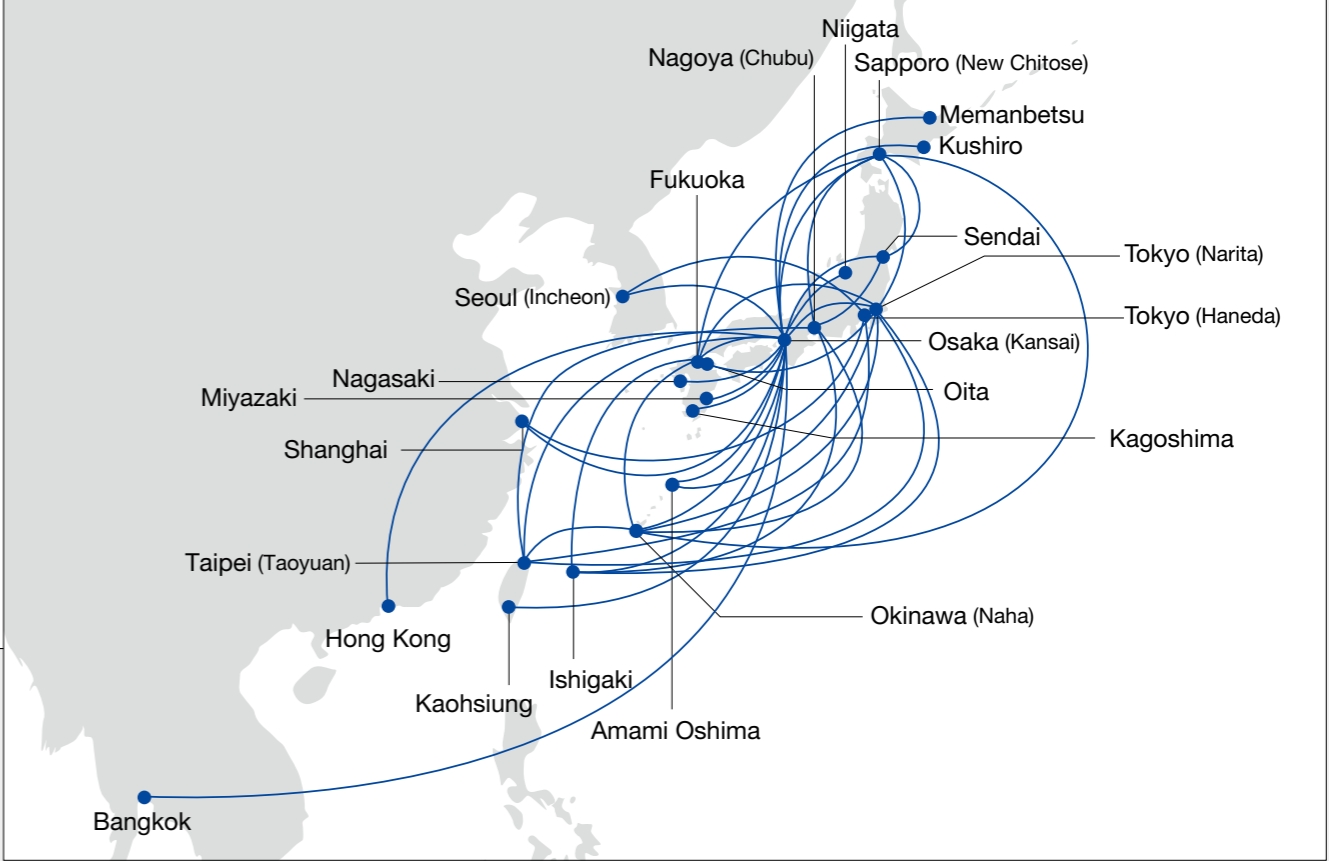 Niigata
Nagoya (Chubu)
Sapporo (New Chitose)
Memanbetsu
Kushiro
Fukuoka
Sendai
Tokyo (Narita)
Seoul (Incheon)
Tokyo (Haneda)
Osaka (Kansai)
Nagasaki
Oita
Miyazaki
Kagoshima
Shanghai
Taipei (Taoyuan)
Okinawa (Naha)
Hong Kong
Ishigaki
Kaohsiung
Amami Oshima
Bangkok